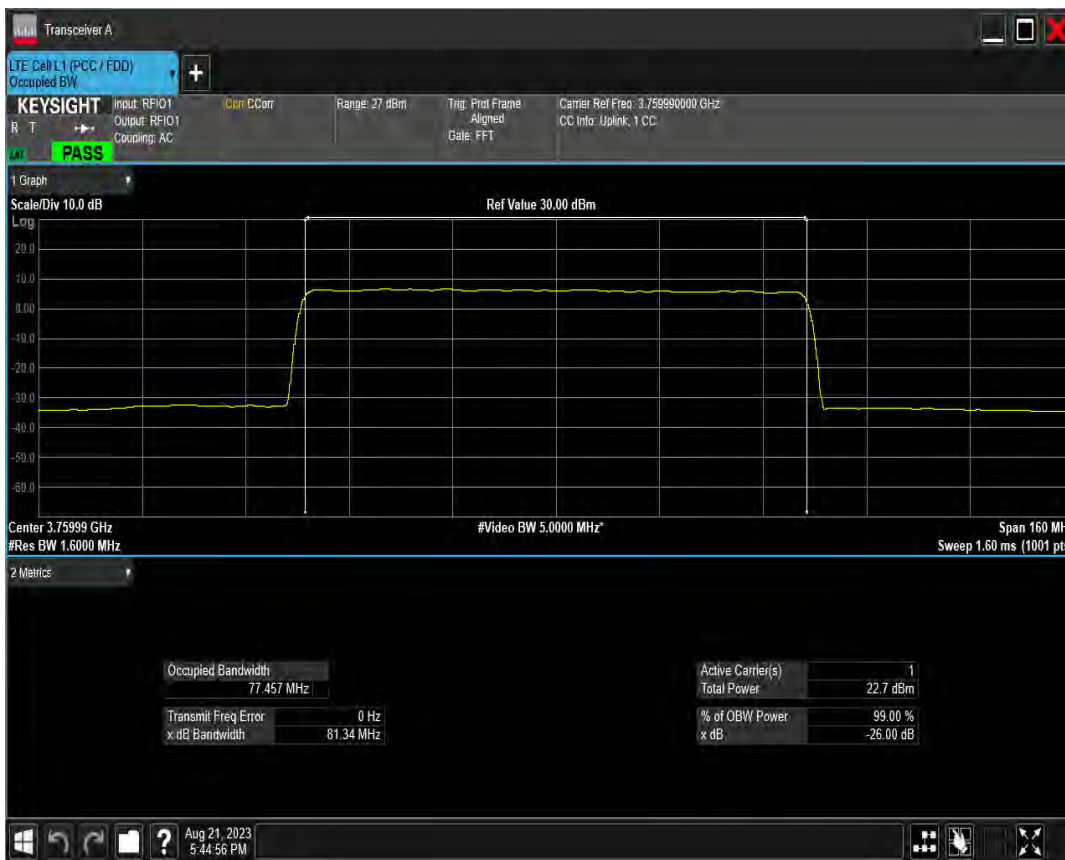 Transceiver A
LTE Cell L1 (PCC / FDD)
Occupied BW
KEYSIGHT
R T
PASS
Input: RFIO1
Output: RFIO1
Coupling: AC
Corr CCorr
Range: 27 dBm
Trig: Prot Frame
Aligned
Gate: FFT
Carrier Ref Freq: 3.759990000 GHz
CC Info: Uplink, 1 CC
1 Graph
Scale/Div 10.0 dB
Ref Value 30.00 dBm
Log
20.0
10.0
0.00
-10.0
-20.0
-30.0
-40.0
-50.0
-60.0
Center 3.75999 GHz
#Video BW 5.0000 MHz*
Span 160 MH
#Res BW 1.6000 MHz
Sweep 1.60 ms (1001 pt
2 Metrics
Occupied Bandwidth
77.457 MHz
Transmit Freq Error 0 Hz
x dB Bandwidth 81.34 MHz
Active Carrier(s) 1
Total Power 22.7 dBm
% of OBW Power 99.00 %
x dB -26.00 dB
Aug 21, 2023
5:44:56 PM